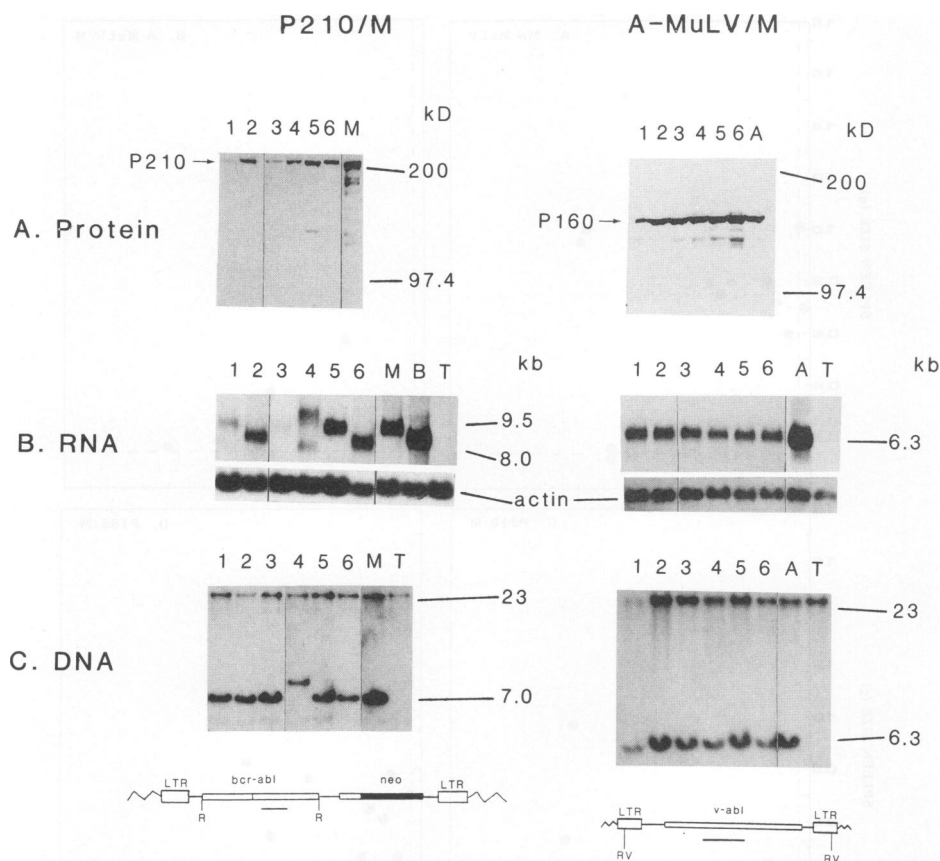 P210/M
A-MuLV/M
1 2 3 4 5 6 M
kD
P210 →
200
97.4
A. Protein
1 2 3 4 5 6 A
kD
200
P160 →
97.4
B. RNA
1 2 3 4 5 6 M B T
kb
9.5
8.0
actin
1 2 3 4 5 6 A T
kb
6.3
C. DNA
1 2 3 4 5 6 M T
23
7.0
1 2 3 4 5 6 A T
23
6.3
LTR bcr-abl neo LTR
R R
LTR v-abl LTR
RV RV